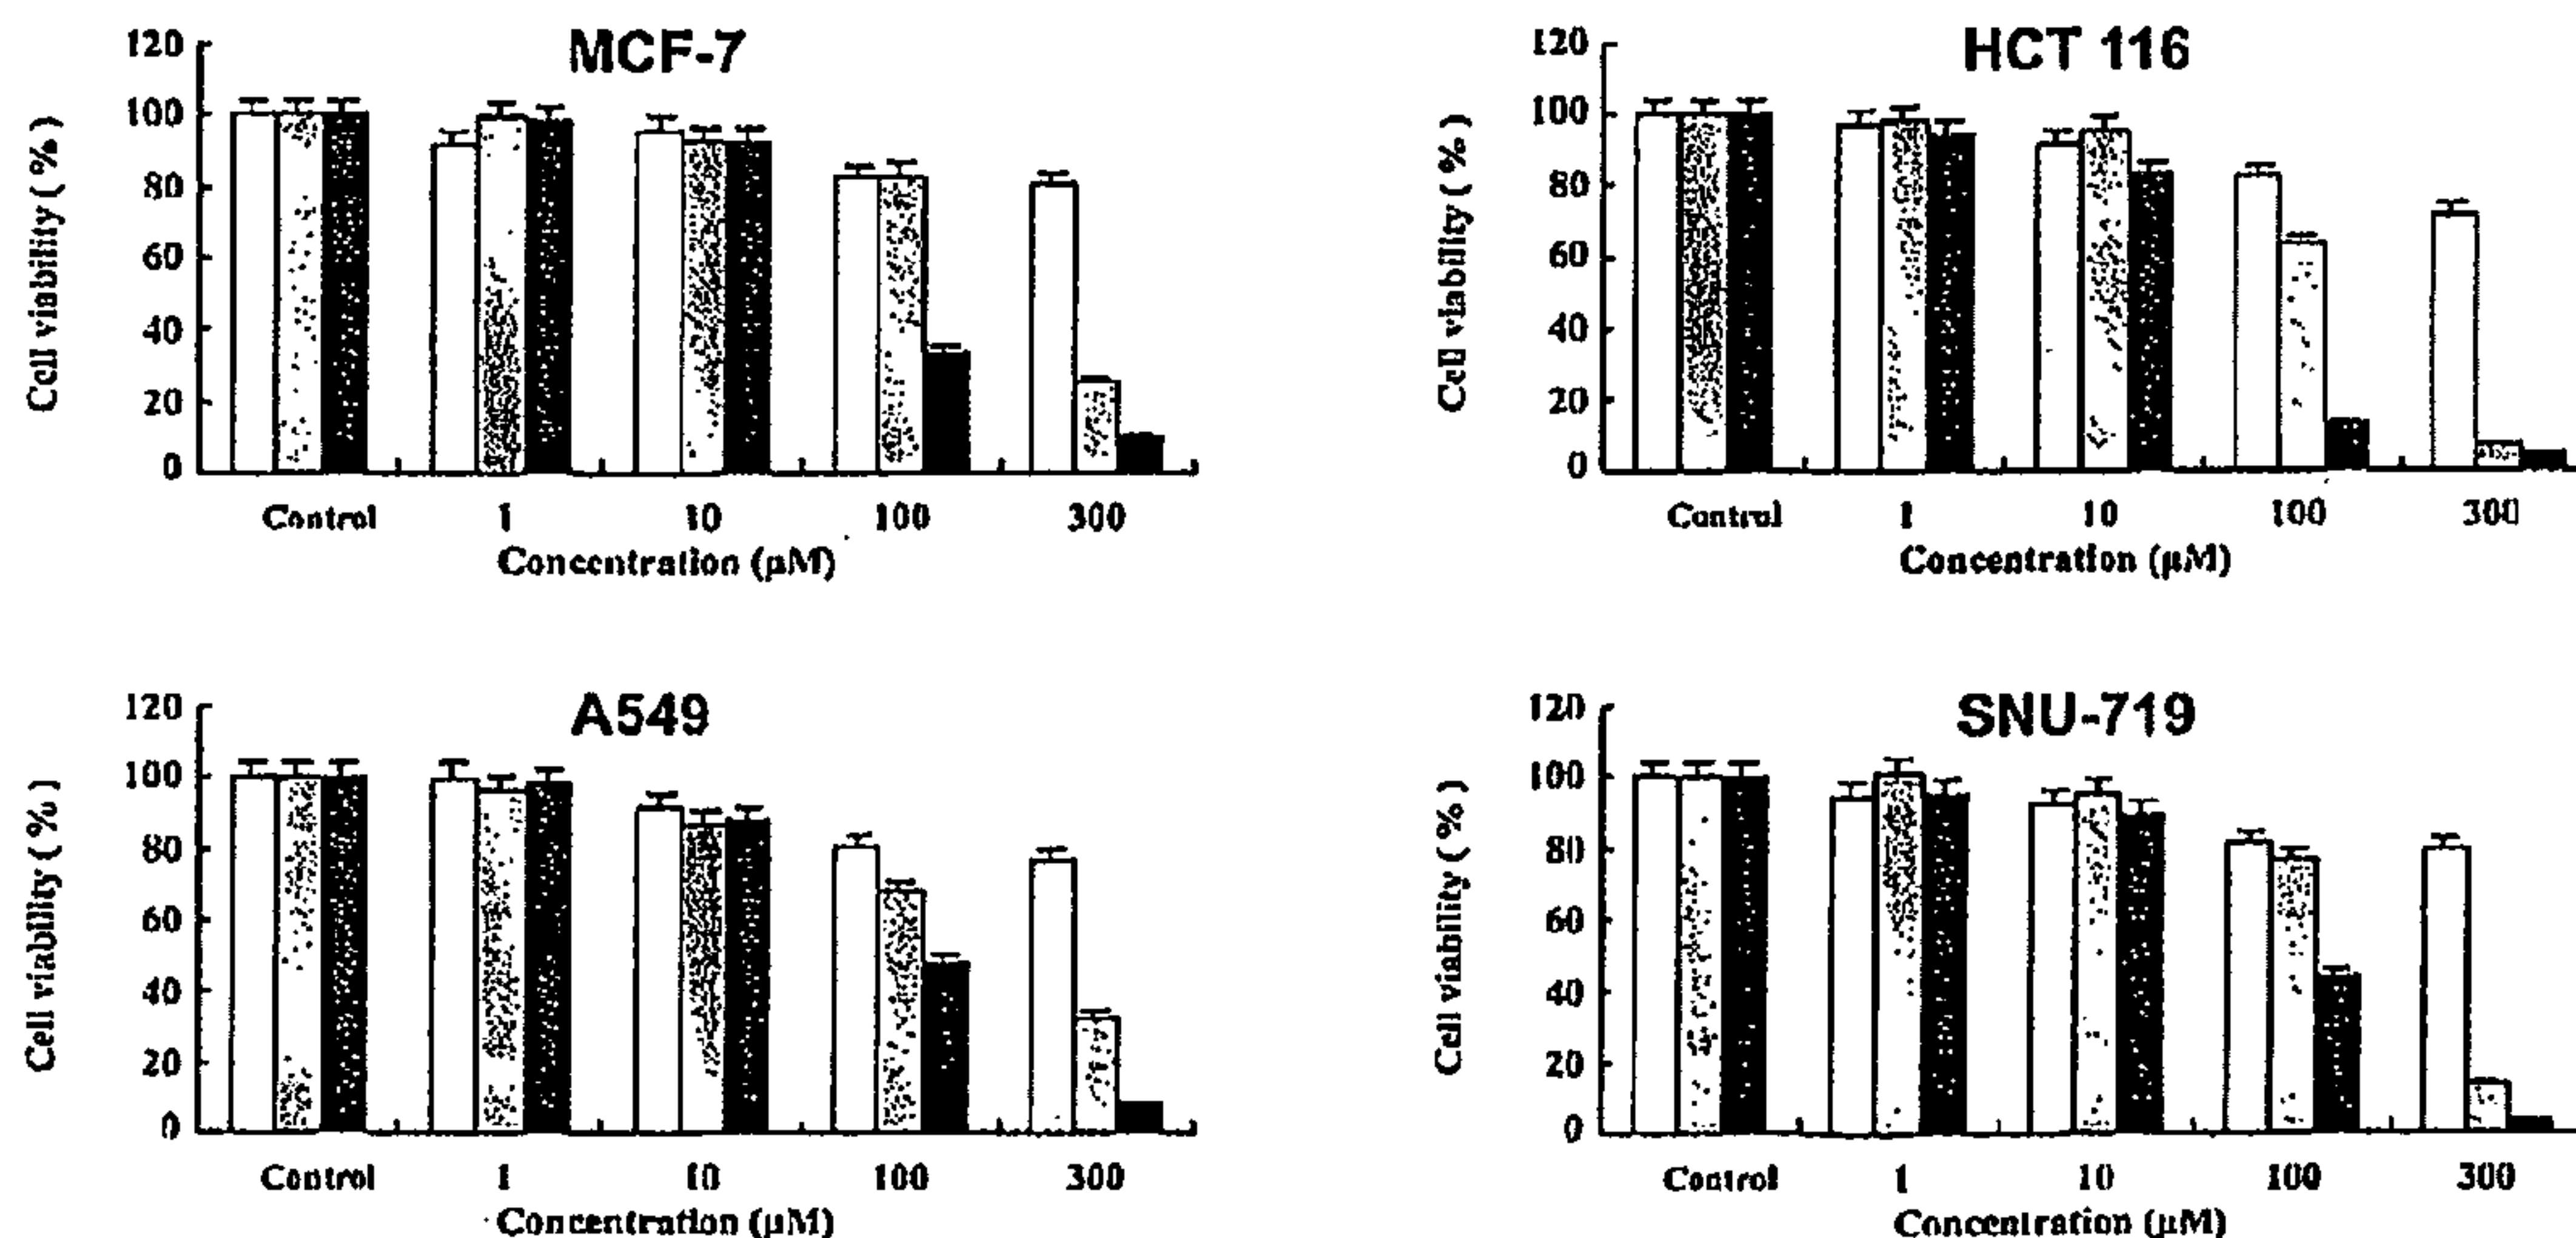 MCF-7
120
100
80
60
40
20
0
Cell viability ( % )
Control 1 10 100 300
Concentration (µM)
HCT 116
120
100
80
60
40
20
0
Cell viability ( % )
Control 1 10 100 300
Concentration (µM)
A549
120
100
80
60
40
20
0
Cell viability ( % )
Control 1 10 100 300
Concentration (µM)
SNU-719
120
100
80
60
40
20
0
Cell viability ( % )
Control 1 10 100 300
Concentration (µM)